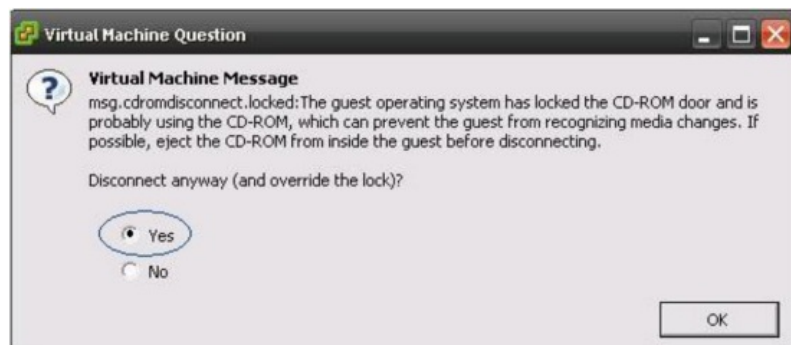 Virtual Machine Question
Virtual Machine Message
msg.cdromdisconnect.locked:The guest operating system has locked the CD-ROM door and is
probably using the CD-ROM, which can prevent the guest from recognizing media changes. If
possible, eject the CD-ROM from inside the guest before disconnecting.
Disconnect anyway (and override the lock)?
Yes
No
OK